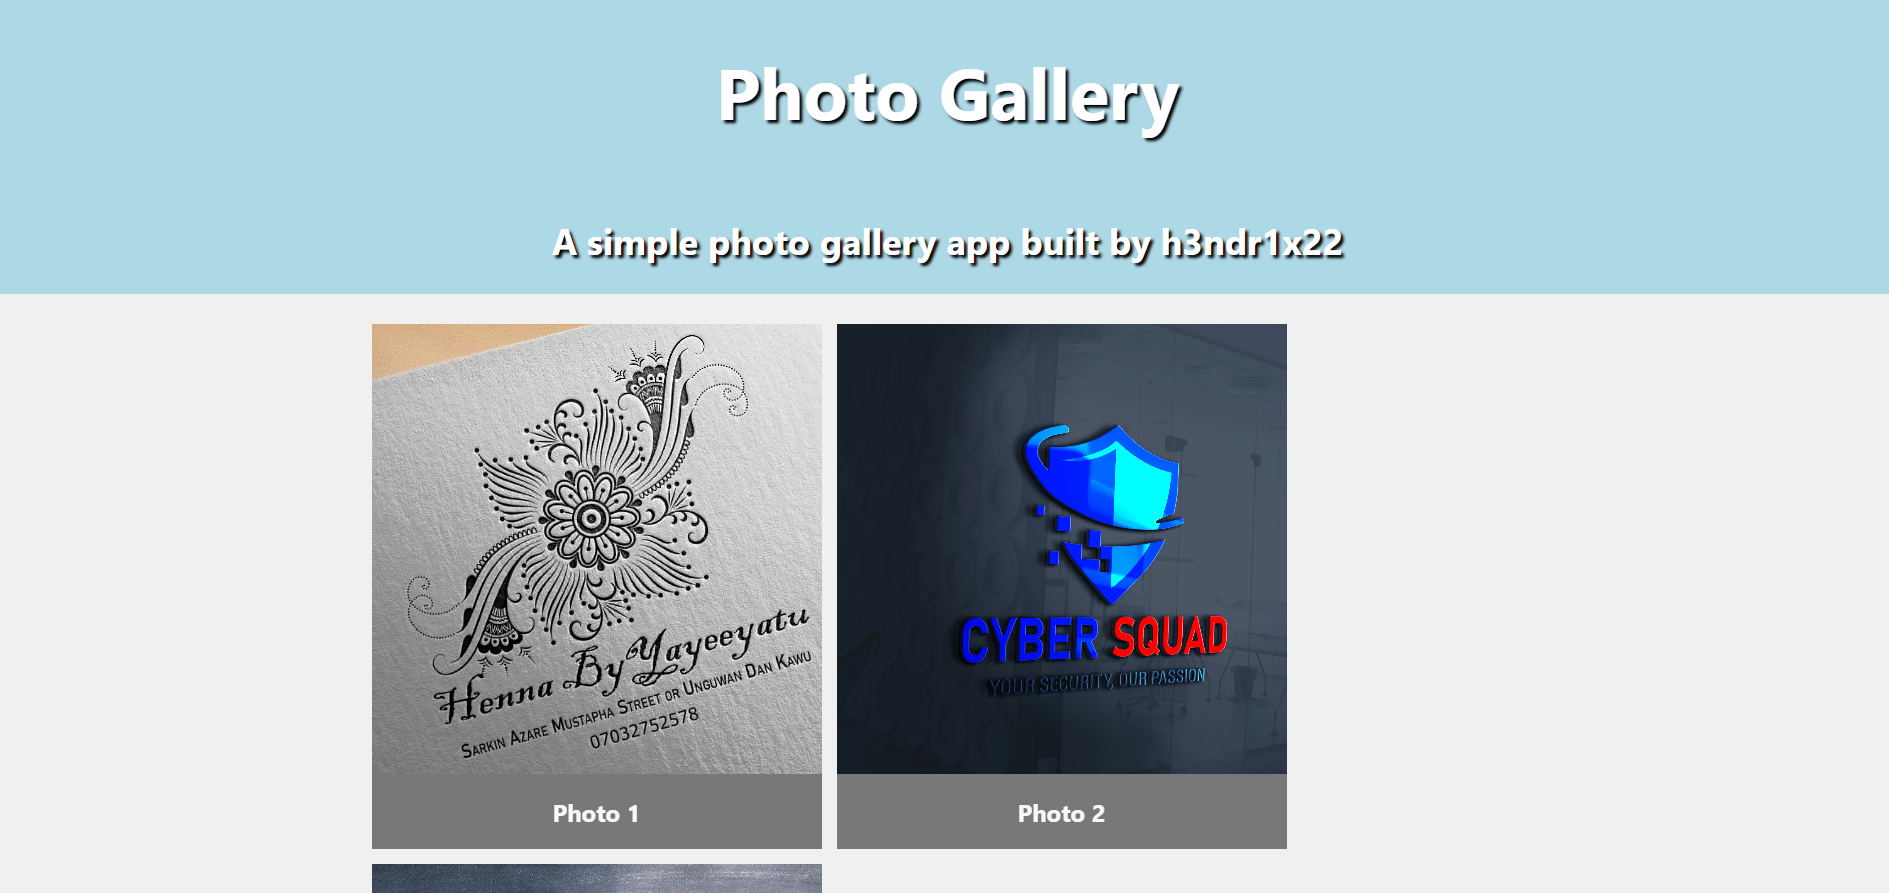 Photo Gallery
A simple photo gallery app built by h3ndr1x22
Henna By Yayeeyatu
Sarkin Azare Mustapha Street or Unguwan Dan Kawu
07032752578
CYBER SQUAD
YOUR SECURITY, OUR PASSION
Photo 1
Photo 2